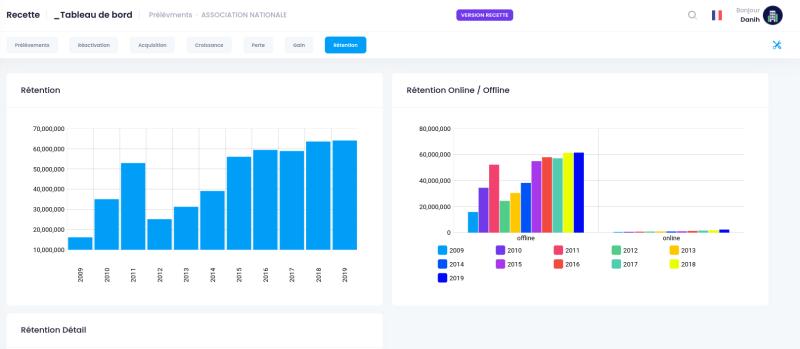 Recette _Tableau de bord Prélévments - ASSOCIATION NATIONALE
VERSION RECETTE
Bonjour
Danih
Prélévements Réactivation Acquisition Croissance Perte Gain Rétention
Rétention
70,000,000
60,000,000
50,000,000
40,000,000
30,000,000
20,000,000
10,000,000
2009 2010 2011 2012 2013 2014 2015 2016 2017 2018 2019
Rétention Online / Offline
80,000,000
60,000,000
40,000,000
20,000,000
0
offline online
2009 2010 2011 2012 2013
2014 2015 2016 2017 2018
2019
Rétention Détail